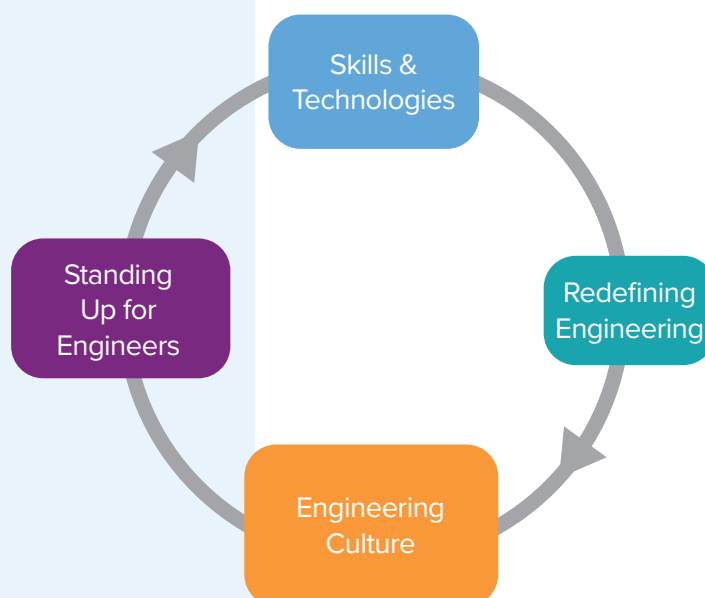 Skills &
Technologies
Redefining
Engineering
Engineering
Culture
Standing
Up for
Engineers